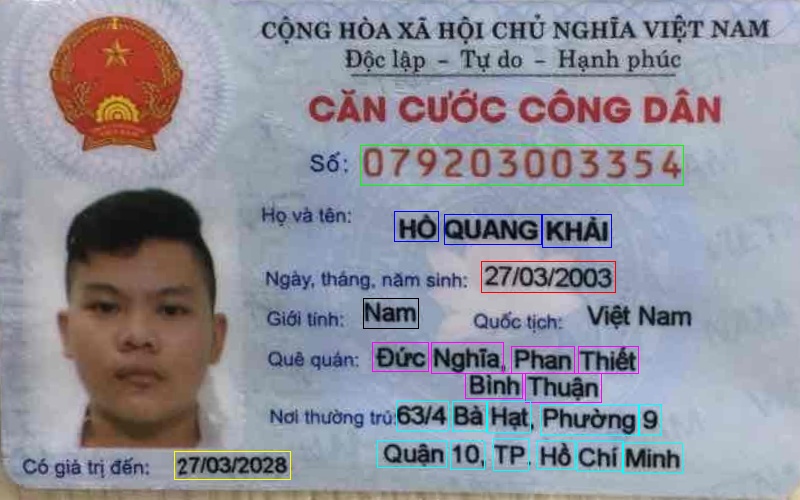 CỘNG HÒA XÃ HỘI CHỦ NGHĨA VIỆT NAM
Độc lập - Tự do - Hạnh phúc
CĂN CƯỚC CÔNG DÂN
Số: 079203003354
Họ và tên: HỒ QUANG KHẢI
Ngày, tháng, năm sinh: 27/03/2003
Giới tính: Nam Quốc tịch: Việt Nam
Quê quán: Đức Nghĩa, Phan Thiết
Bình Thuận
Nơi thường trú: 63/4 Bà Hạt, Phường 9
Quận 10, TP. Hồ Chí Minh
Có giá trị đến: 27/03/2028